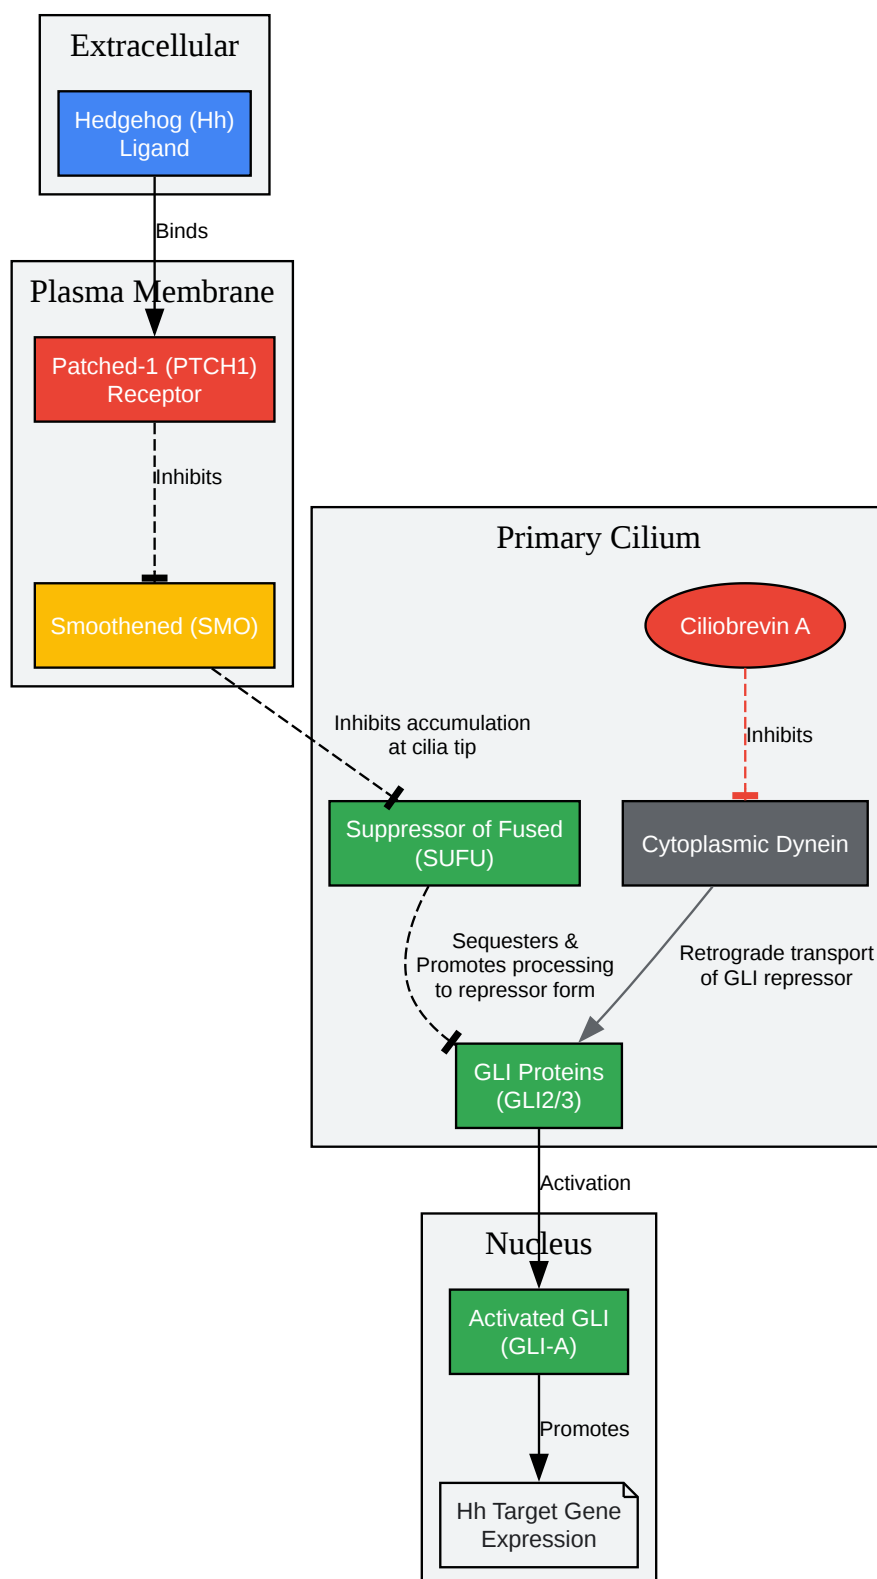 Extracellular
Hedgehog (Hh)
Ligand
Binds
Plasma Membrane
Patched-1 (PTCH1)
Receptor
Inhibits
Smoothened (SMO)
Primary Cilium
Ciliobrevin A
Inhibits accumulation
at cilia tip
Inhibits
Suppressor of Fused
(SUFU)
Cytoplasmic Dynein
Sequesters &
Promotes processing
to repressor form
Retrograde transport
of GLI repressor
GLI Proteins
(GLI2/3)
Activation
Nucleus
Activated GLI
(GLI-A)
Promotes
Hh Target Gene
Expression